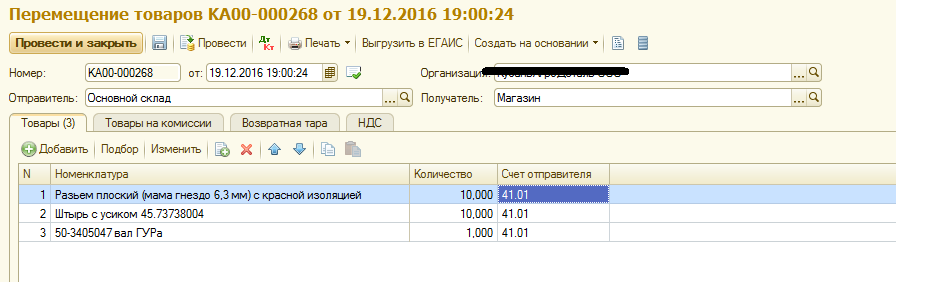 Перемещение товаров КА00-000268 от 19.12.2016 19:00:24
Провести и закрыть Провести Дт Кт Печать Выгрузить в ЕГАИС Создать на основании
Номер: КА00-000268 от: 19.12.2016 19:00:24 Организация:
Отправитель: Основной склад ... Получатель: Магазин ...
Товары (3) Товары на комиссии Возвратная тара НДС
Добавить Подбор Изменить
N Номенклатура Количество Счет отправителя
1 Разъем плоский (мама гнездо 6,3 мм) с красной изоляцией 10,000 41.01
2 Штырь с усиком 45.73738004 10,000 41.01
3 50-3405047 вал ГУРа 1,000 41.01